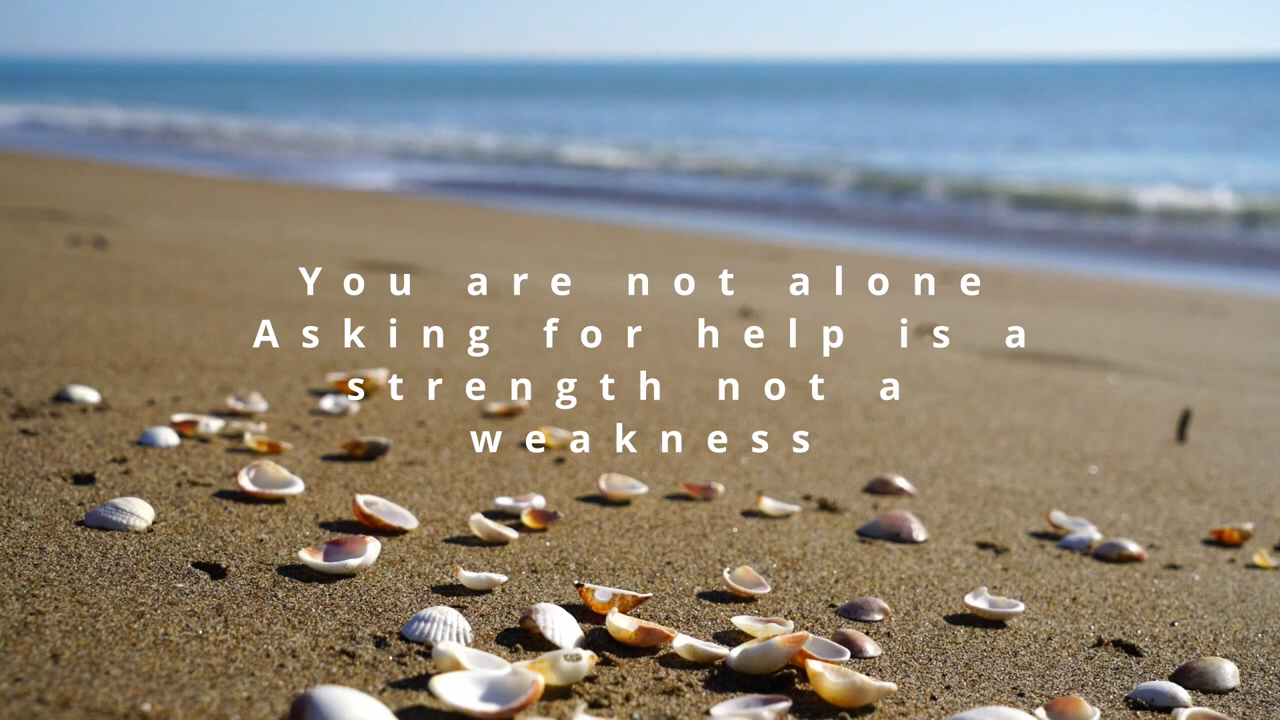 You are not alone
Asking for help is a
strength not a
weakness